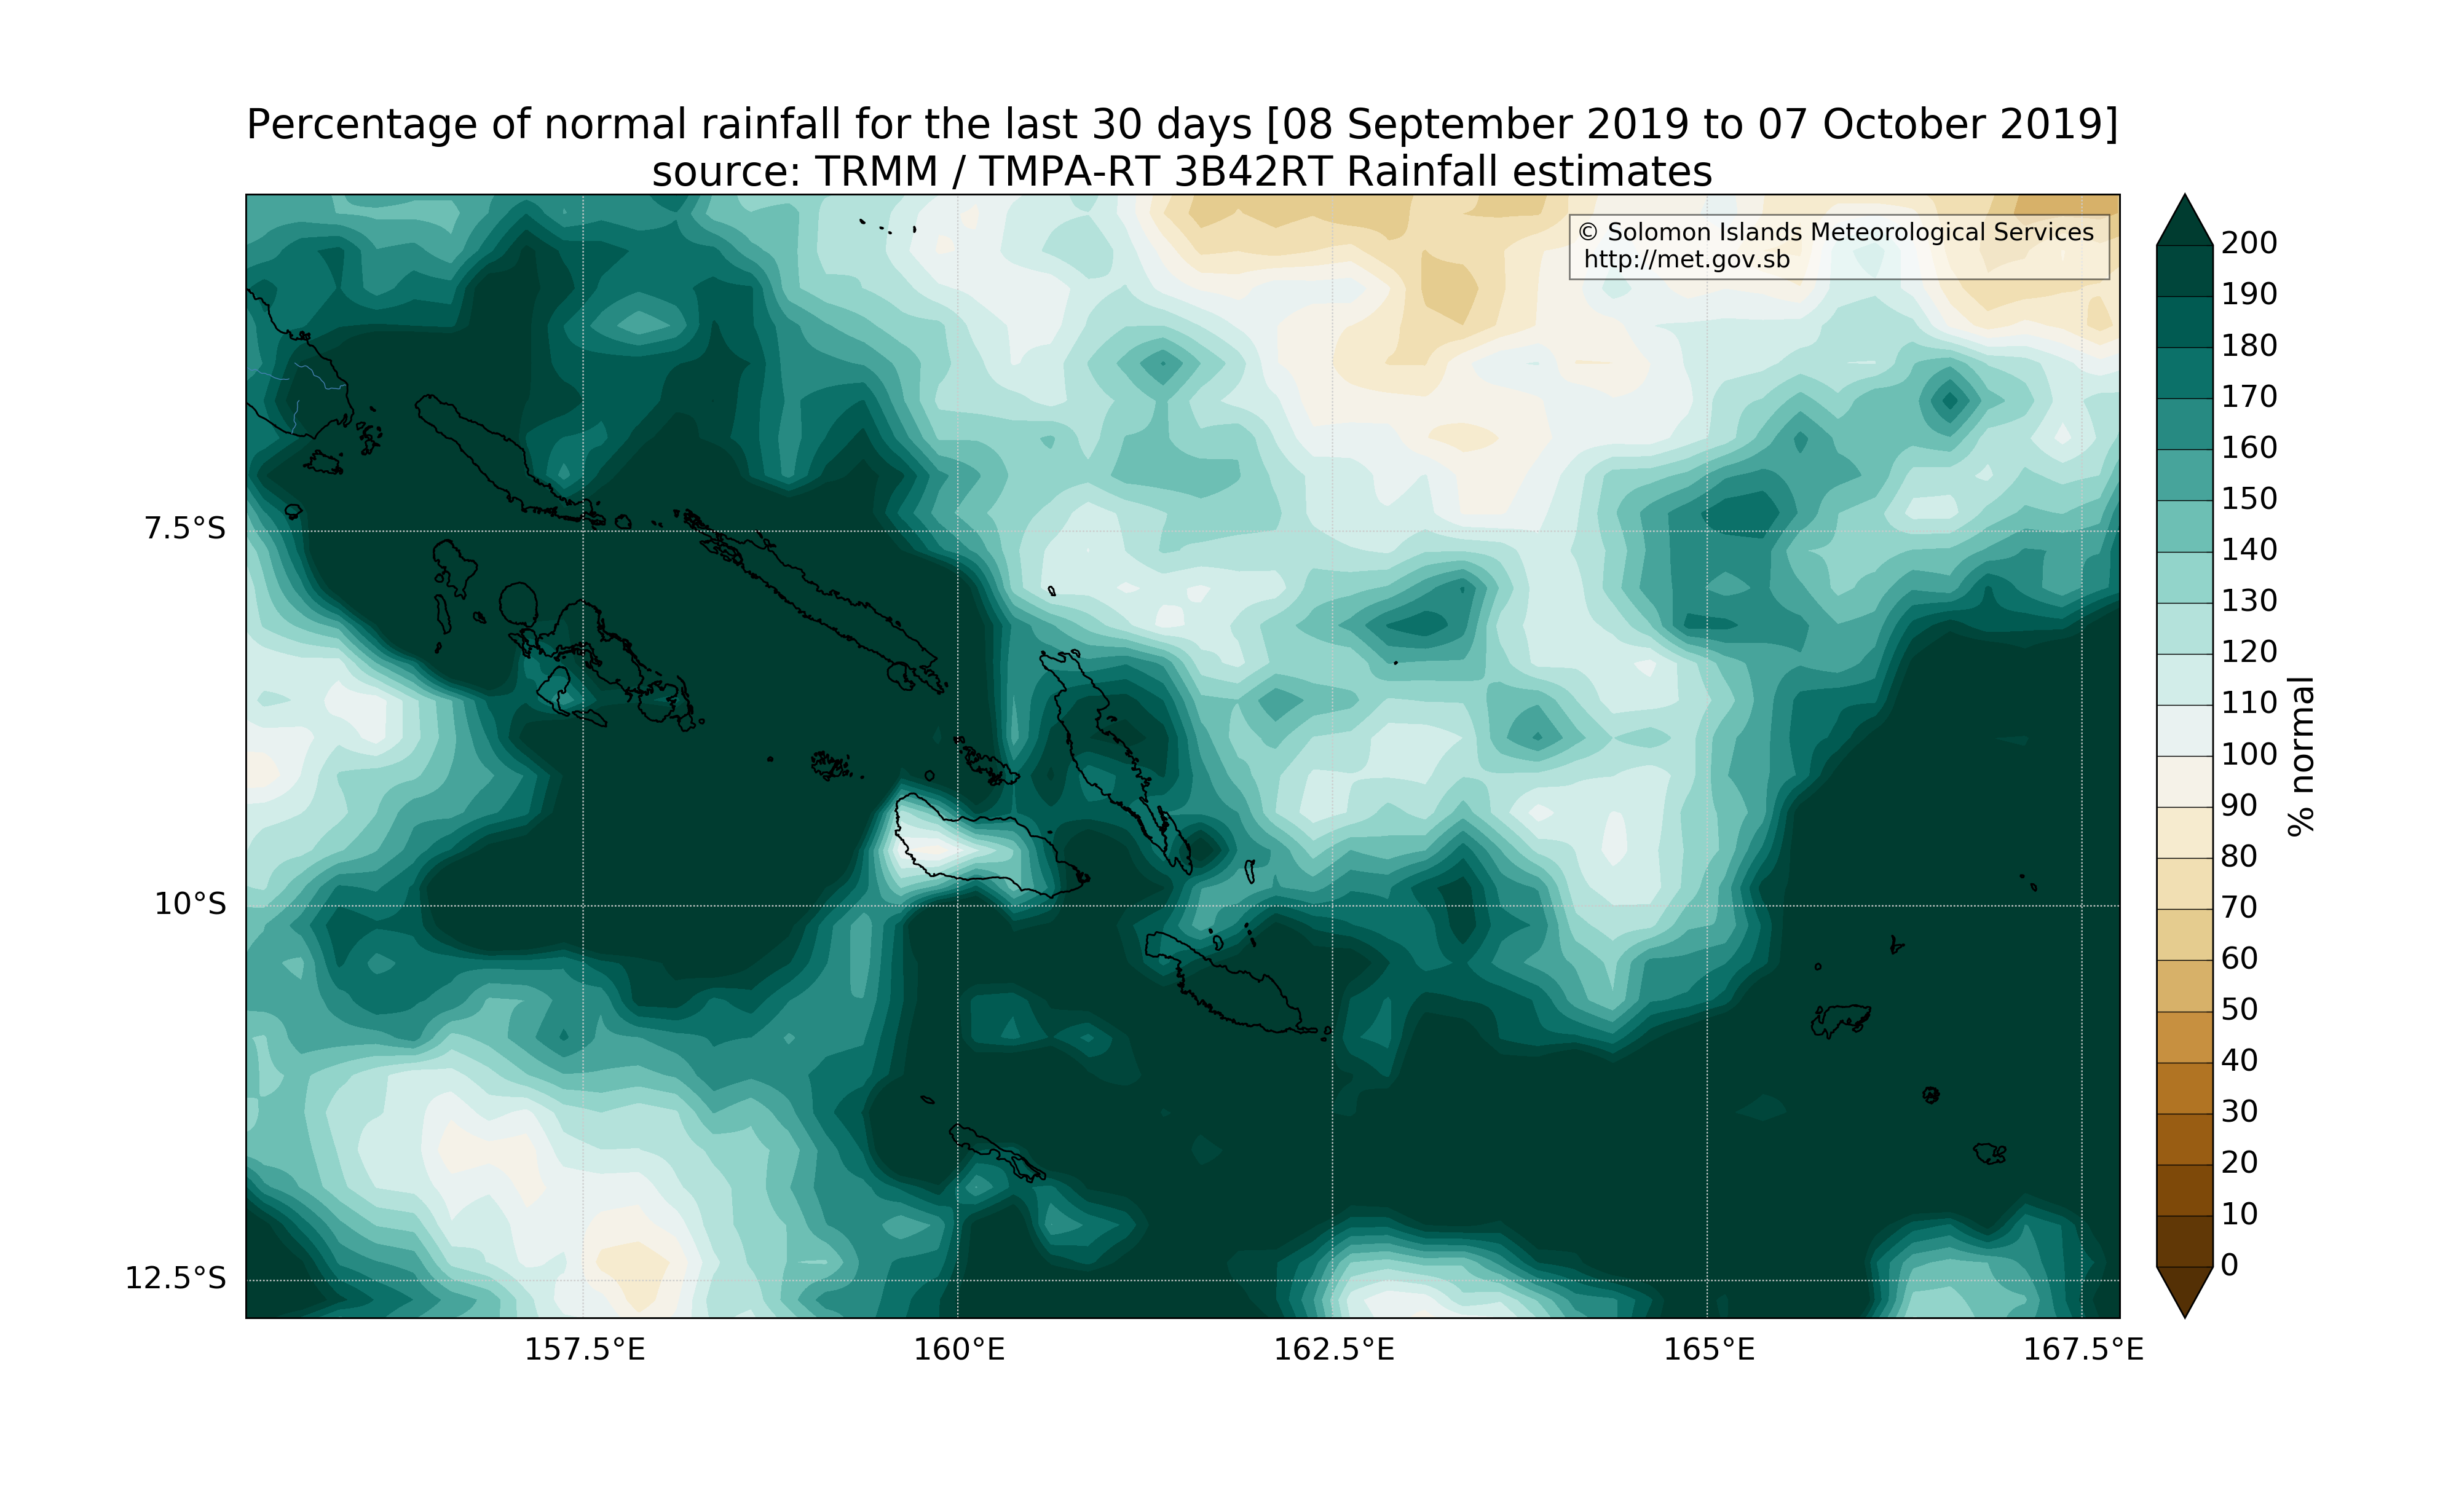 Percentage of normal rainfall for the last 30 days [08 September 2019 to 07 October 2019]
source: TRMM / TMPA-RT 3B42RT Rainfall estimates
© Solomon Islands Meteorological Services
http://met.gov.sb
7.5°S
10°S
12.5°S
157.5°E
160°E
162.5°E
165°E
167.5°E
200
190
180
170
160
150
140
130
120
110
100
90
80
70
60
50
40
30
20
10
0
% normal